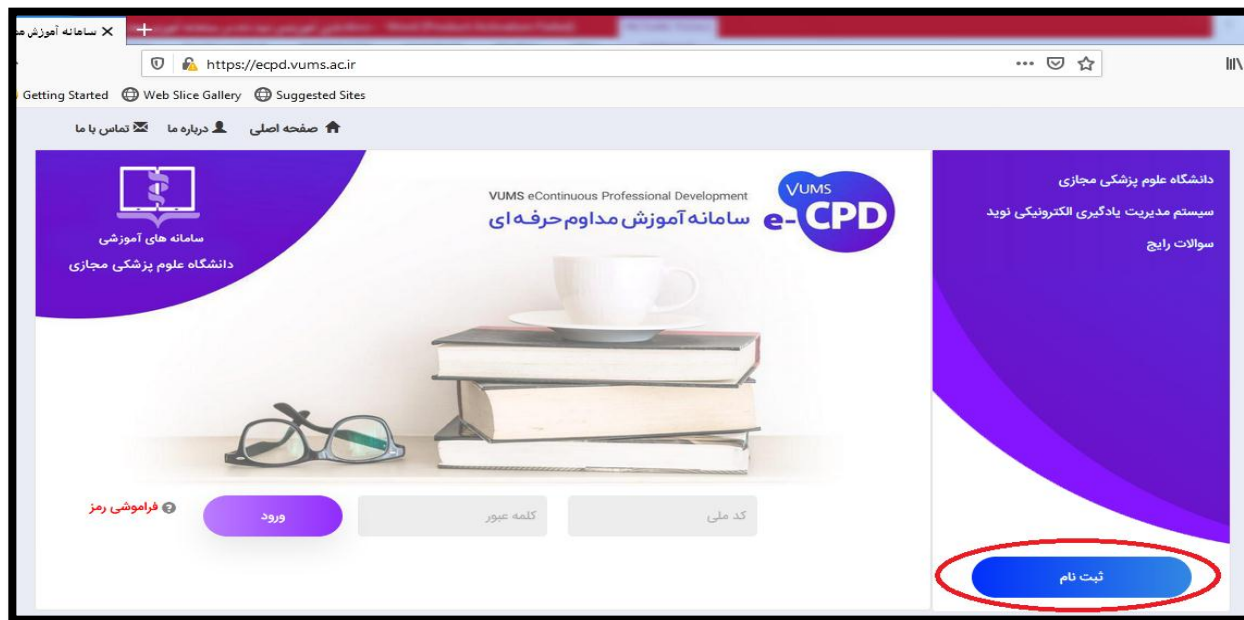 سامانه آموزش مد
https://ecpd.vums.ac.ir
Getting Started Web Slice Gallery Suggested Sites
صفحه اصلی درباره ما تماس با ما
دانشگاه علوم پزشکی مجازی
سیستم مدیریت یادگیری الکترونیکی نوید
سوالات رایج
VUMS
e-CPD
VUMS eContinuous Professional Development
سامانه آموزش مداوم حرفه ای
سامانه های آموزشی
دانشگاه علوم پزشکی مجازی
کد ملی
کلمه عبور
ورود
فراموشی رمز
ثبت نام